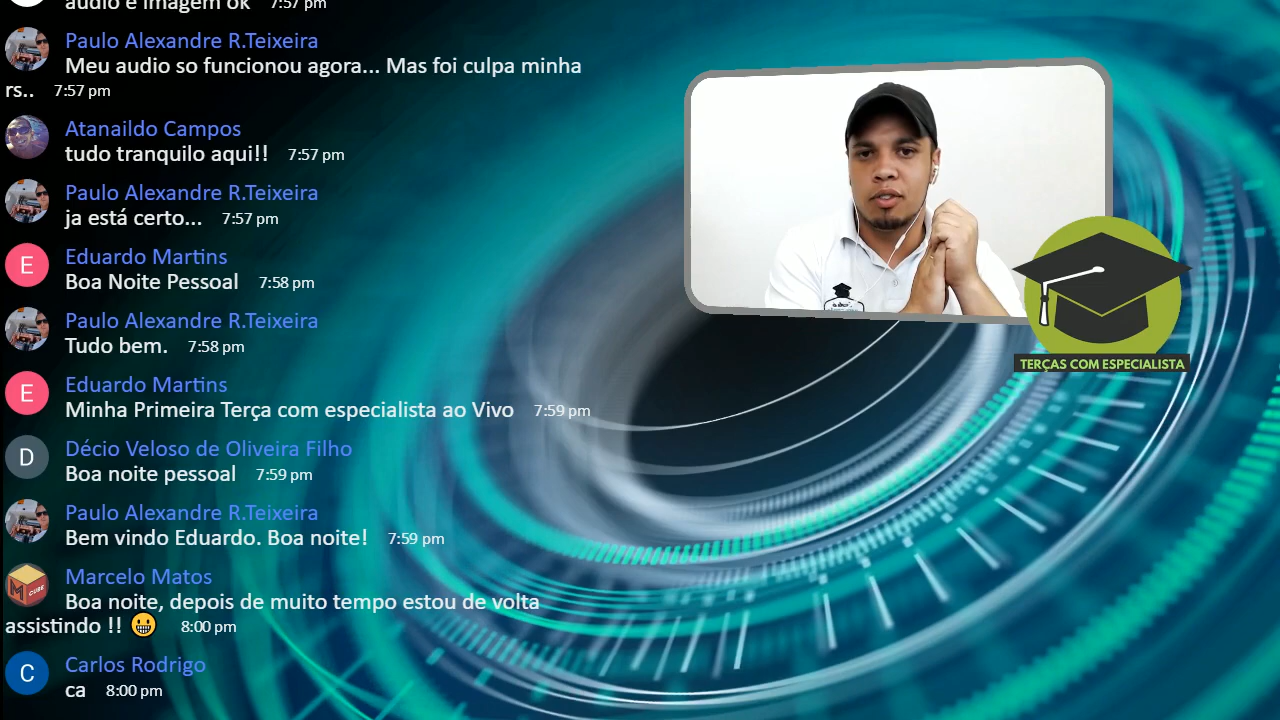 audio e imagem ok 7:57 pm
Paulo Alexandre R.Teixeira
Meu audio so funcionou agora... Mas foi culpa minha
rs.. 7:57 pm
Atanaildo Campos
tudo tranquilo aqui!! 7:57 pm
Paulo Alexandre R.Teixeira
ja está certo... 7:57 pm
E
Eduardo Martins
Boa Noite Pessoal 7:58 pm
Paulo Alexandre R.Teixeira
Tudo bem. 7:58 pm
E
Eduardo Martins
Minha Primeira Terça com especialista ao Vivo 7:59 pm
D
Décio Veloso de Oliveira Filho
Boa noite pessoal 7:59 pm
Paulo Alexandre R.Teixeira
Bem vindo Eduardo. Boa noite! 7:59 pm
M CUBE
Marcelo Matos
Boa noite, depois de muito tempo estou de volta
assistindo !! 😀 8:00 pm
C
Carlos Rodrigo
ca 8:00 pm
TERÇAS COM ESPECIALISTA